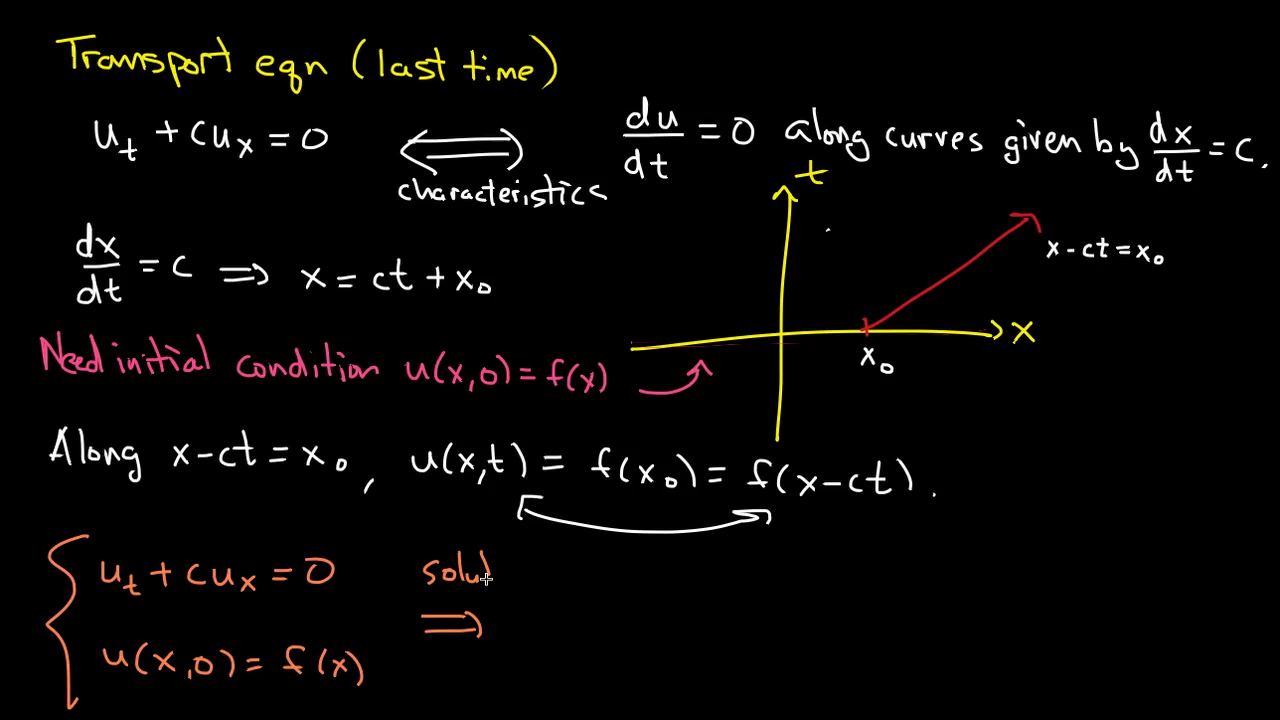 Transport eqn (last time)
u_t + cu_x = 0 ⟺ du/dt = 0 along curves given by dx/dt = c.
characteristics
t
dx/dt = c ⟹ x = ct + x₀
x - ct = x₀
x
x₀
Need initial condition u(x,0) = f(x)
Along x - ct = x₀, u(x,t) = f(x₀) = f(x - ct).
u_t + cu_x = 0 solut
⟹
u(x,0) = f(x)